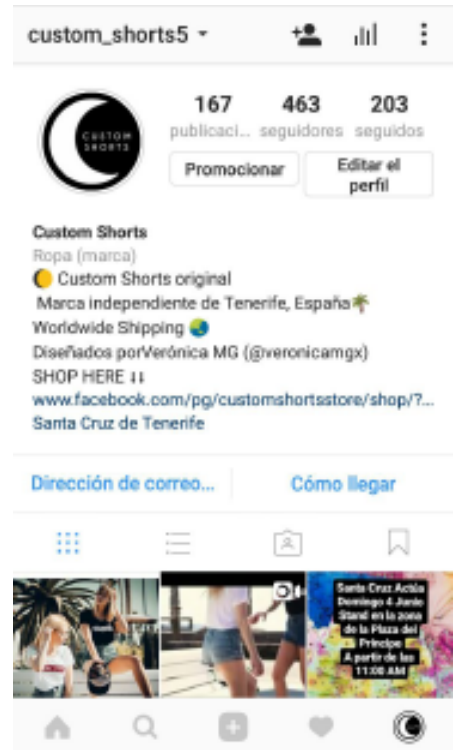 custom_shorts5
CUSTOM
SHORTS
167 463 203
publicaci... seguidores seguidos
Promocionar
Editar el
perfil
Custom Shorts
Ropa (marca)
Custom Shorts original
Marca independiente de Tenerife, España
Worldwide Shipping
Diseñados porVerónica MG (@veronicamgx)
SHOP HERE ↓↓
www.facebook.com/pg/customshortsstore/shop/?...
Santa Cruz de Tenerife
Dirección de correo... Cómo llegar
Santa Cruz Actúa
Domingo 4 Junio
Stand en la zona
de la Plaza del
Príncipe
A partir de las
11:00 AM